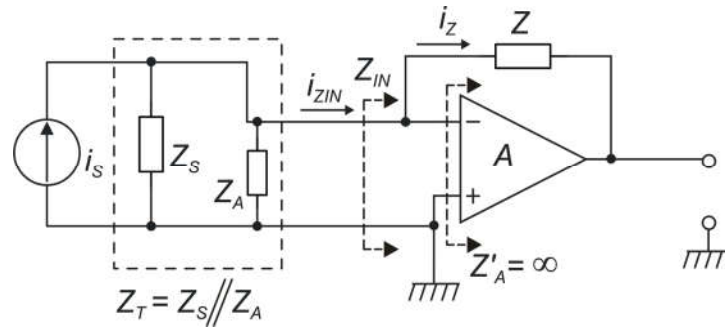 i_Z
Z
Z_IN
i_ZIN
i_S
Z_S
Z_A
−
A
+
Z'_A = ∞
Z_T = Z_S // Z_A